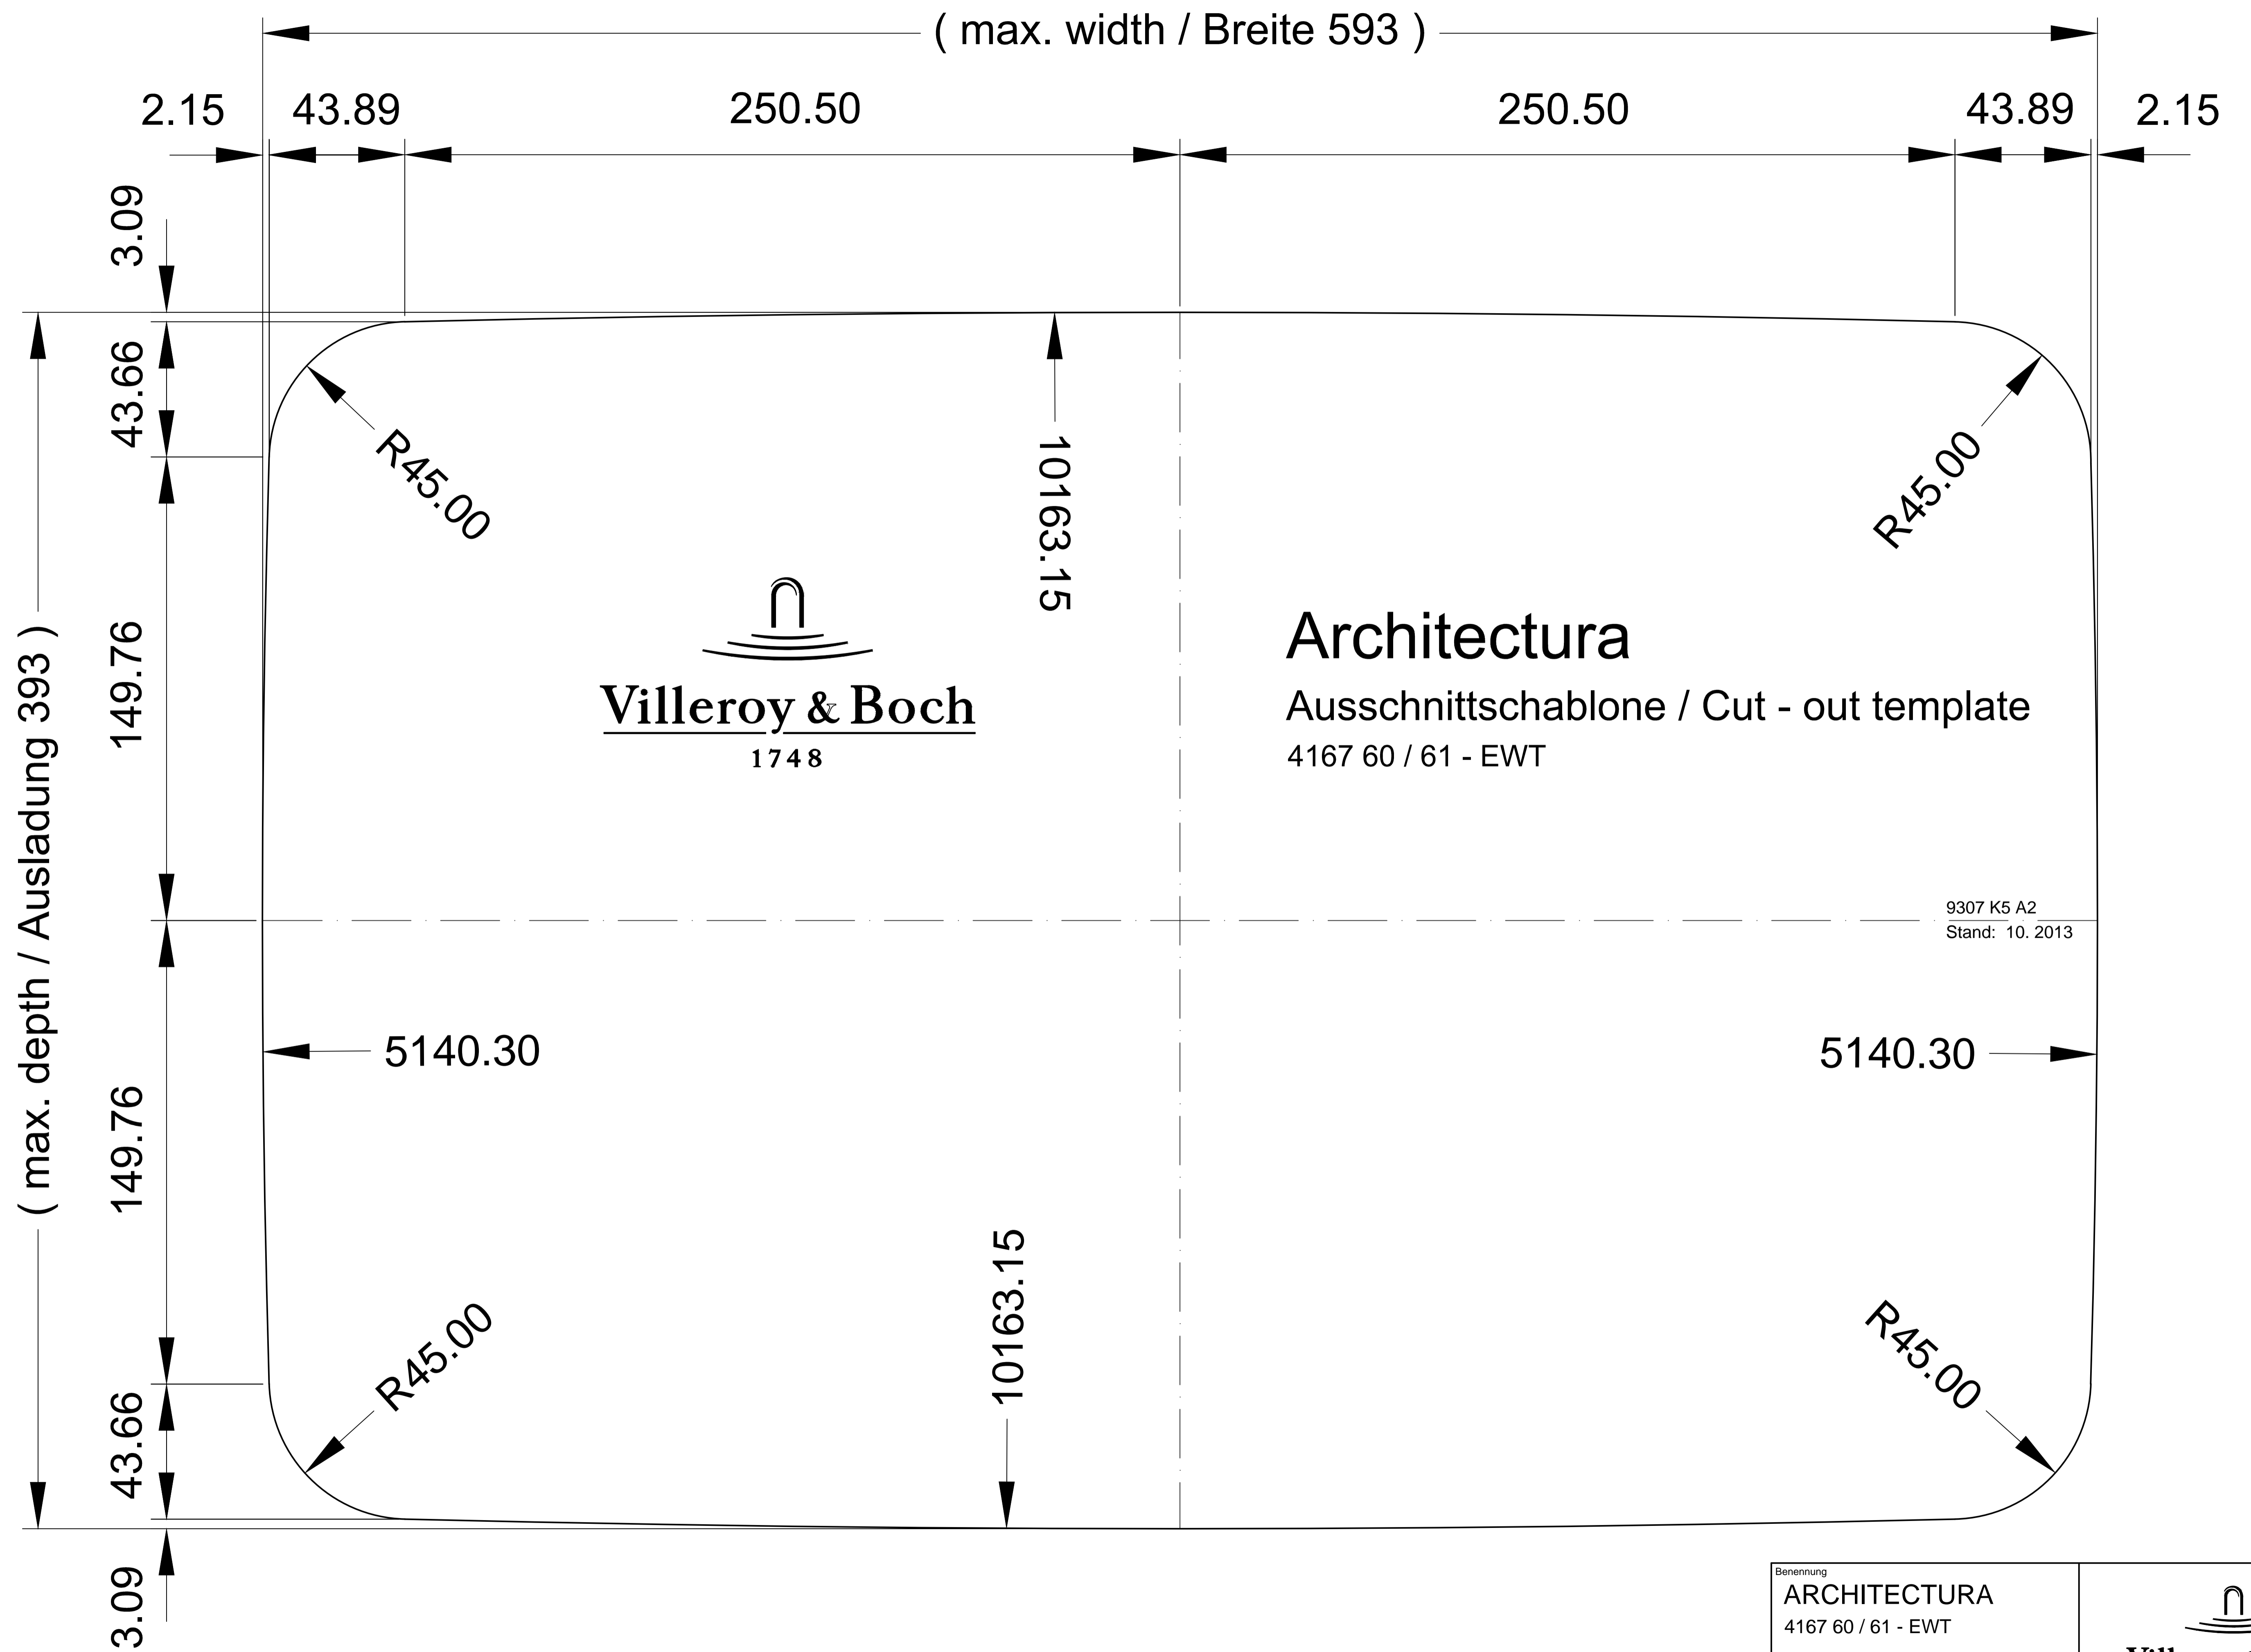 ( max. width / Breite 593 )
2.15 43.89 250.50 250.50 43.89 2.15
3.09
43.66
149.76
( max. depth / Ausladung 393 )
149.76
43.66
3.09
R45.00
10163.15
R45.00
Villeroy & Boch
1748
Architectura
Ausschnittschablone / Cut - out template
4167 60 / 61 - EWT
9307 K5 A2
Stand: 10. 2013
5140.30
5140.30
R45.00
10163.15
R45.00
Benennung
ARCHITECTURA
4167 60 / 61 - EWT